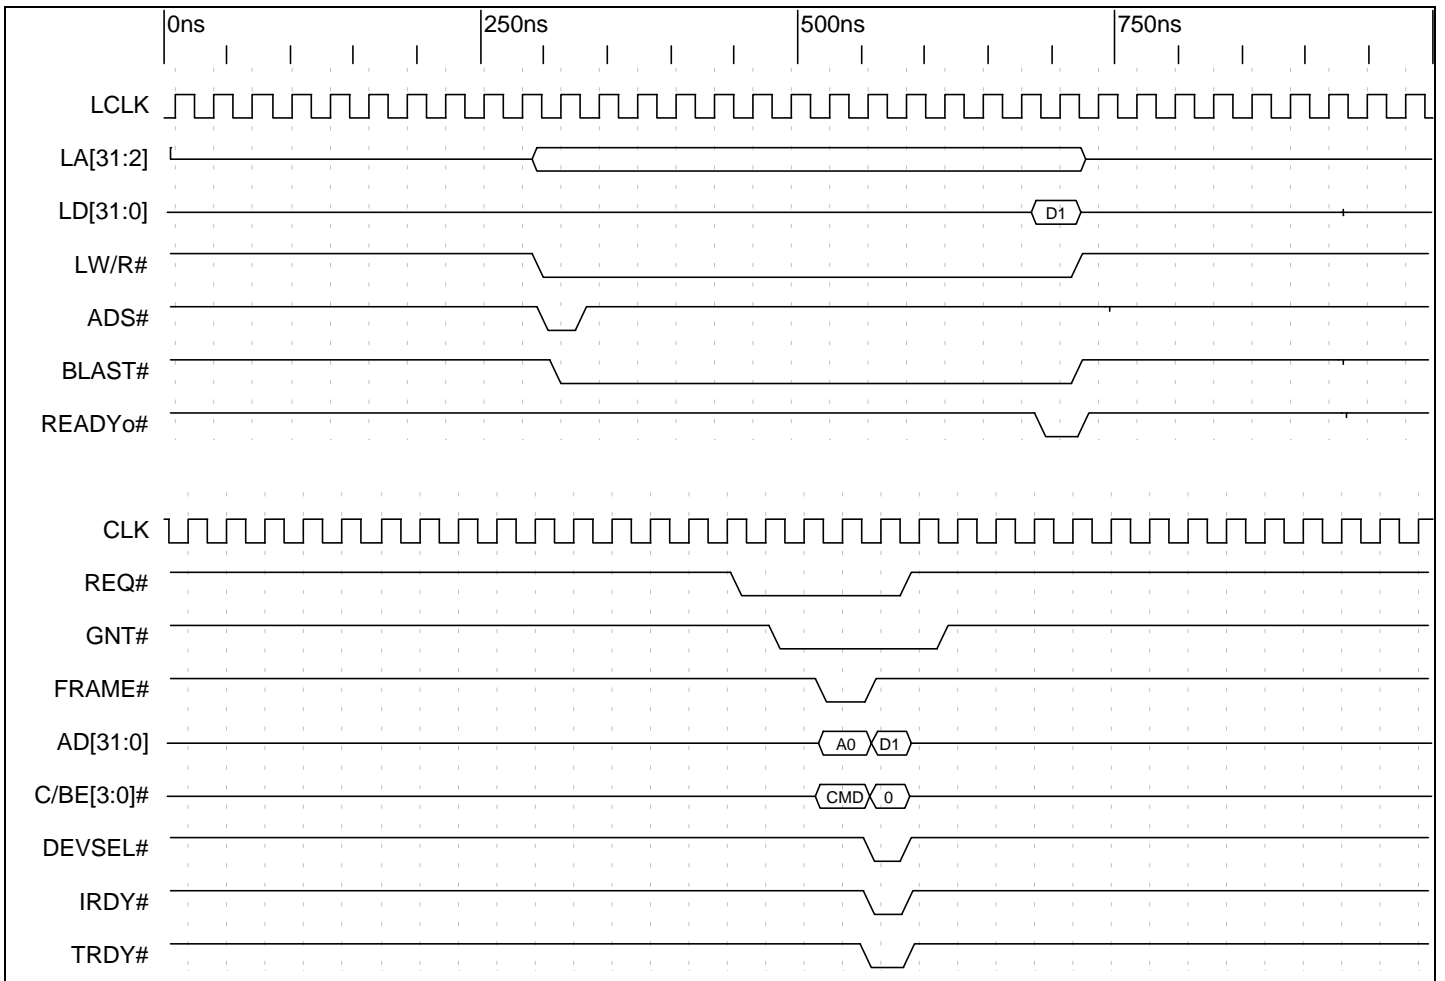 0ns 250ns 500ns 750ns
LCLK
LA[31:2]
LD[31:0] D1
LW/R#
ADS#
BLAST#
READYo#
CLK
REQ#
GNT#
FRAME#
AD[31:0] A0 D1
C/BE[3:0]# CMD 0
DEVSEL#
IRDY#
TRDY#